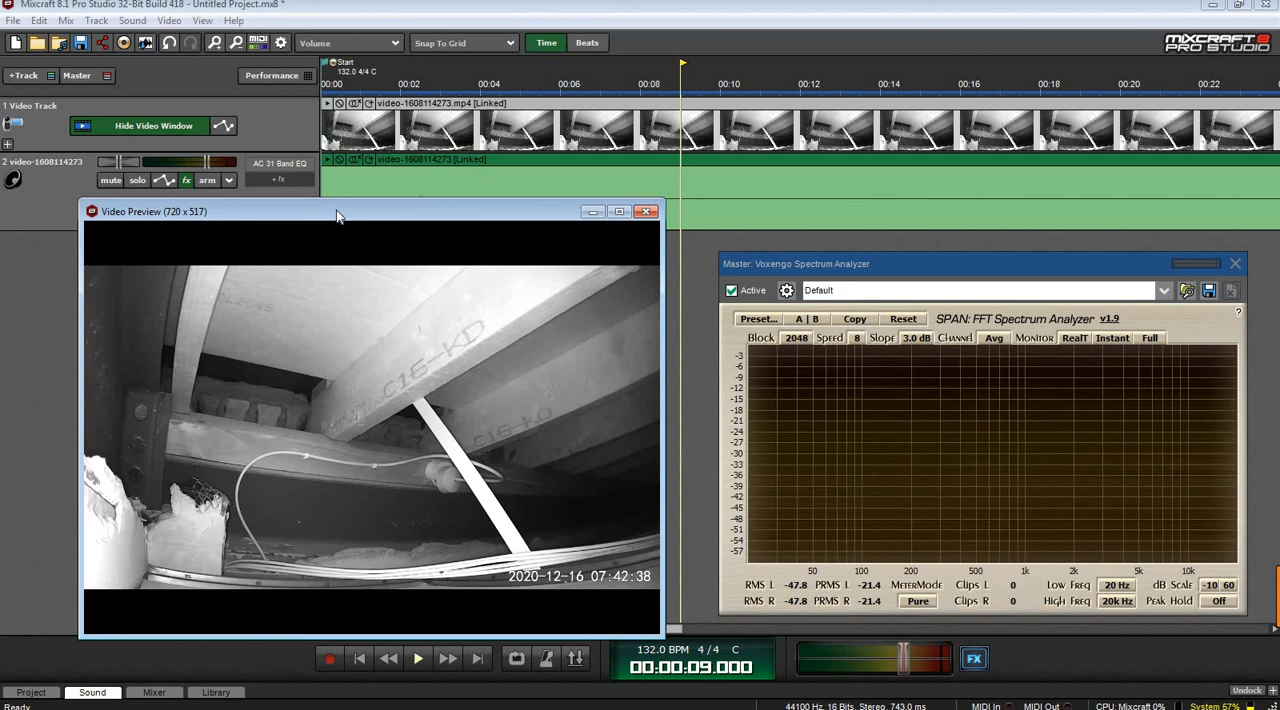 Mixcraft 8.1 Pro Studio 32-Bit Build 418 - Untitled Project.mx8 *
File Edit Mix Track Sound Video View Help
Volume Snap To Grid Time Beats MIXCRAFT 8 PRO STUDIO
Start
132.0 4/4 C
+Track Master Performance
00:00 00:02 00:04 00:06 00:08 00:10 00:12 00:14 00:16 00:18 00:20 00:22
1 Video Track video-1608114273.mp4 [Linked]
Hide Video Window
2 video-1608114273 AC 31 Band EQ video-1608114273 [Linked]
mute solo fx arm + fx
Video Preview (720 x 517)
C16-KD
C16 KD
2020-12-16 07:42:38
Master: Voxengo Spectrum Analyzer
Active Default
Preset... A | B Copy Reset SPAN: FFT Spectrum Analyzer v1.9 ?
Block 2048 Speed 8 Slope 3.0 dB Channel Avg Monitor RealT Instant Full
-3
-6
-9
-12
-15
-18
-21
-24
-27
-30
-33
-36
-39
-42
-45
-48
-51
-54
-57
50 100 200 500 1k 2k 5k 10k
RMS L -47.8 PRMS L -21.4 MeterMode Clips L 0 Low Freq 20 Hz dB Scale -10 60
RMS R -47.8 PRMS R -21.4 Pure Clips R 0 High Freq 20k Hz Peak Hold Off
132.0 BPM 4 / 4 C
00:00:09.000
FX
Project Sound Mixer Library Undock
Ready 44100 Hz, 16 Bits, Stereo, 743.0 ms MIDI In MIDI Out CPU: Mixcraft 0% System 57%